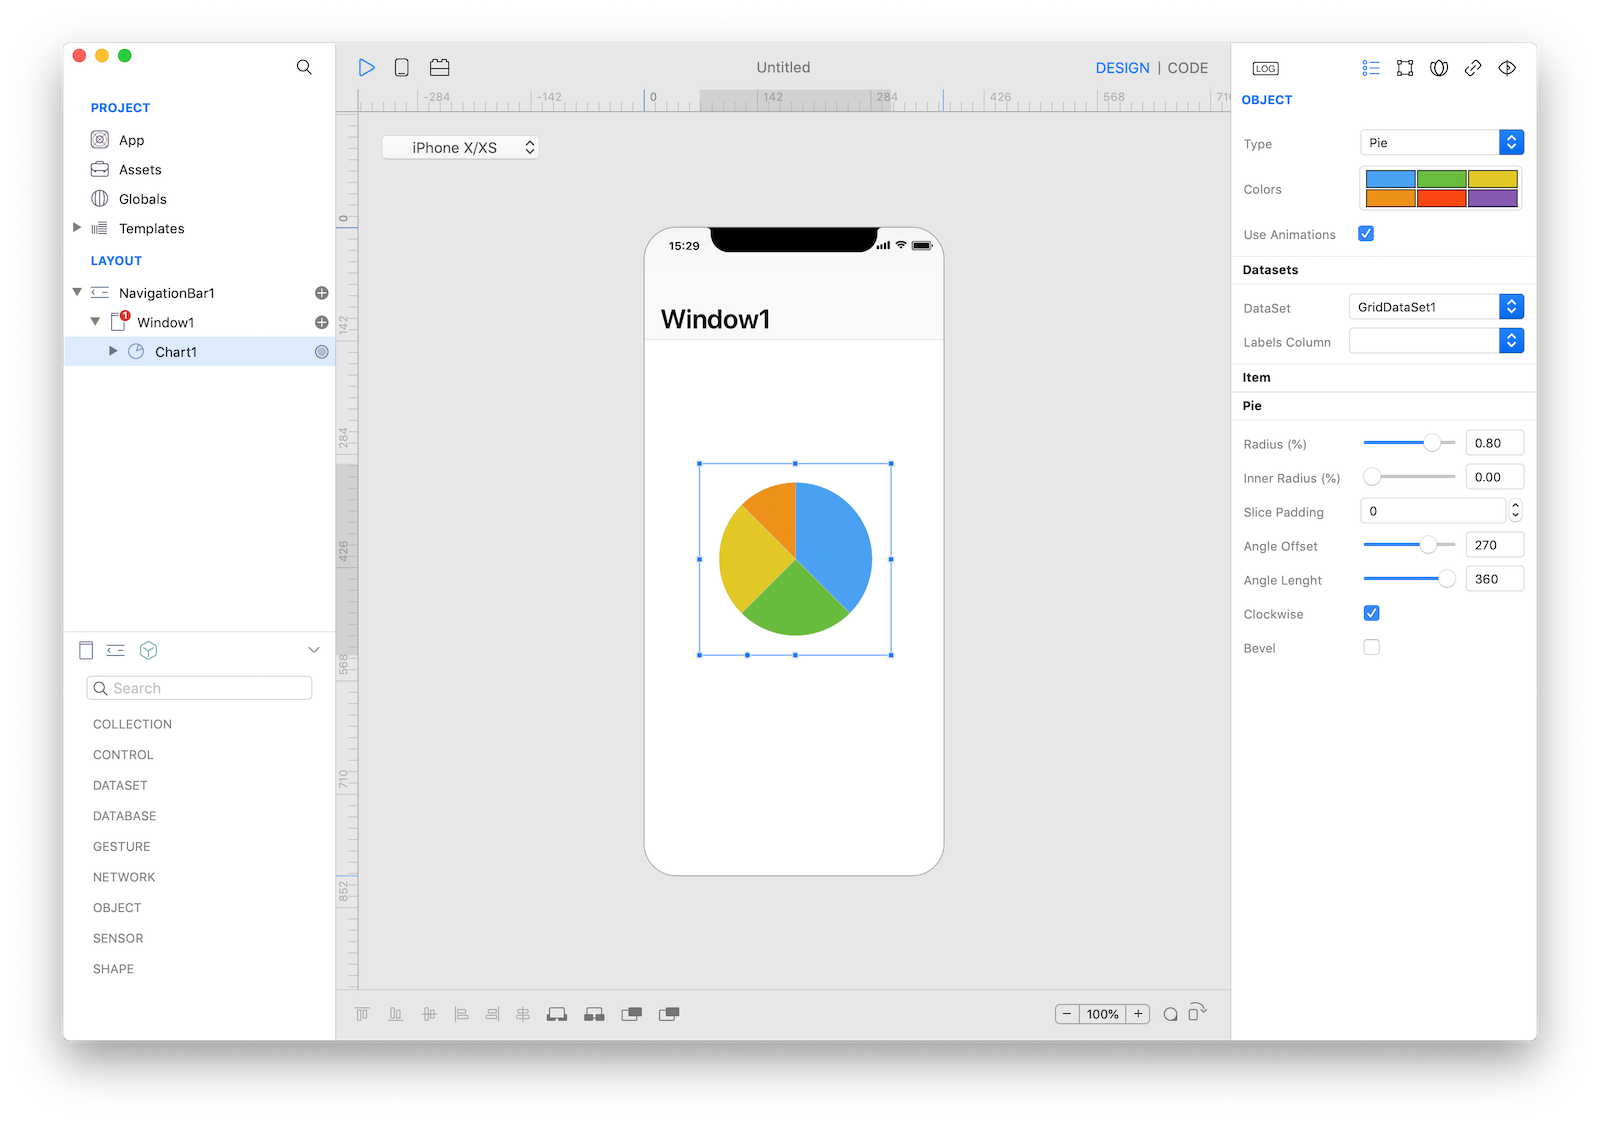 Untitled
DESIGN | CODE
LOG
PROJECT
App
Assets
Globals
Templates
LAYOUT
NavigationBar1
1
Window1
Chart1
Search
COLLECTION
CONTROL
DATASET
DATABASE
GESTURE
NETWORK
OBJECT
SENSOR
SHAPE
-284 -142 0 142 284 426 568
0
142
284
426
568
710
852
iPhone X/XS
15:29
Window1
100%
OBJECT
Type Pie
Colors
Use Animations
Datasets
DataSet GridDataSet1
Labels Column
Item
Pie
Radius (%) 0.80
Inner Radius (%) 0.00
Slice Padding 0
Angle Offset 270
Angle Lenght 360
Clockwise
Bevel